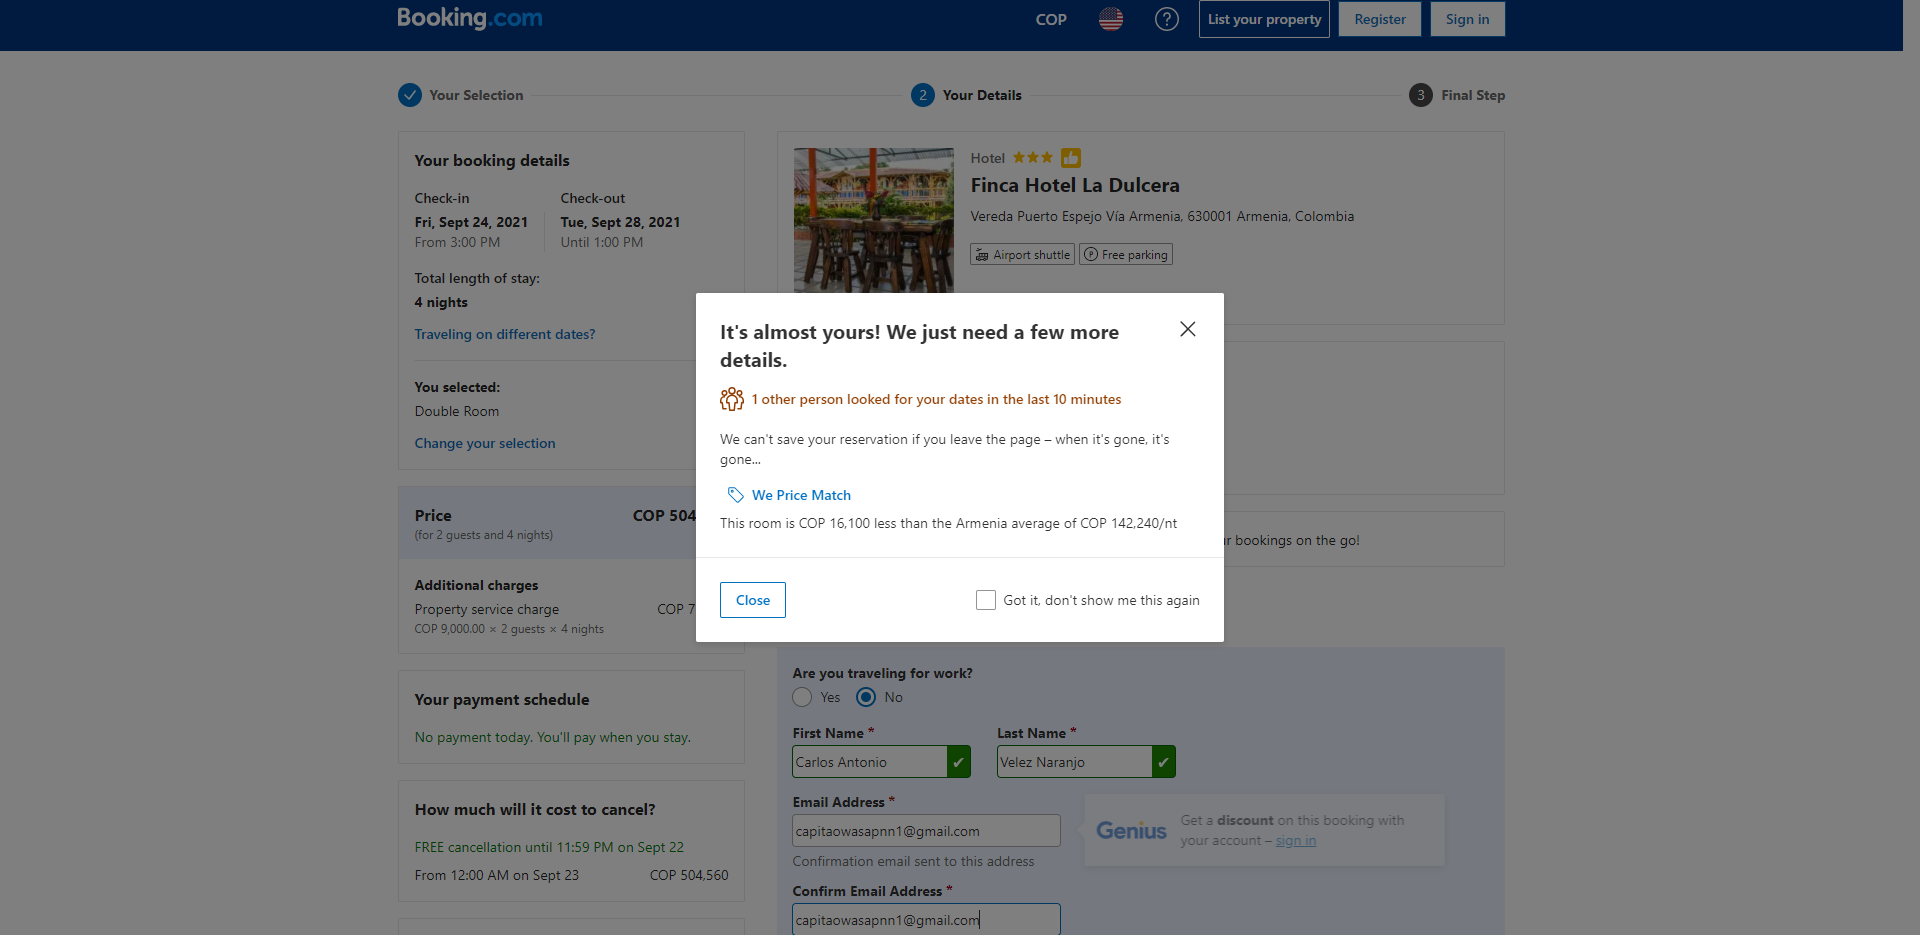 Booking.com
COP
?
List your property
Register
Sign in
Your Selection
2 Your Details
3 Final Step
Your booking details
Check-in
Fri, Sept 24, 2021
From 3:00 PM
Check-out
Tue, Sept 28, 2021
Until 1:00 PM
Total length of stay:
4 nights
Traveling on different dates?
You selected:
Double Room
Change your selection
Price COP 504
(for 2 guests and 4 nights)
Additional charges
Property service charge COP 7
COP 9,000.00 × 2 guests × 4 nights
Your payment schedule
No payment today. You'll pay when you stay.
How much will it cost to cancel?
FREE cancellation until 11:59 PM on Sept 22
From 12:00 AM on Sept 23 COP 504,560
Hotel
Finca Hotel La Dulcera
Vereda Puerto Espejo Vía Armenia, 630001 Armenia, Colombia
Airport shuttle
P Free parking
It's almost yours! We just need a few more
details.
1 other person looked for your dates in the last 10 minutes
We can't save your reservation if you leave the page – when it's gone, it's
gone...
We Price Match
This room is COP 16,100 less than the Armenia average of COP 142,240/nt
Close
Got it, don't show me this again
bookings on the go!
Are you traveling for work?
Yes No
First Name *
Carlos Antonio
Last Name *
Velez Naranjo
Email Address *
capitaowasapnn1@gmail.com
Confirmation email sent to this address
Genius
Get a discount on this booking with
your account – sign in
Confirm Email Address *
capitaowasapnn1@gmail.com